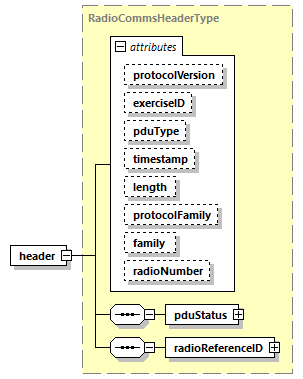 RadioCommsHeaderType
attributes
protocolVersion
exerciseID
pduType
timestamp
length
protocolFamily
family
radioNumber
header
pduStatus
radioReferenceID